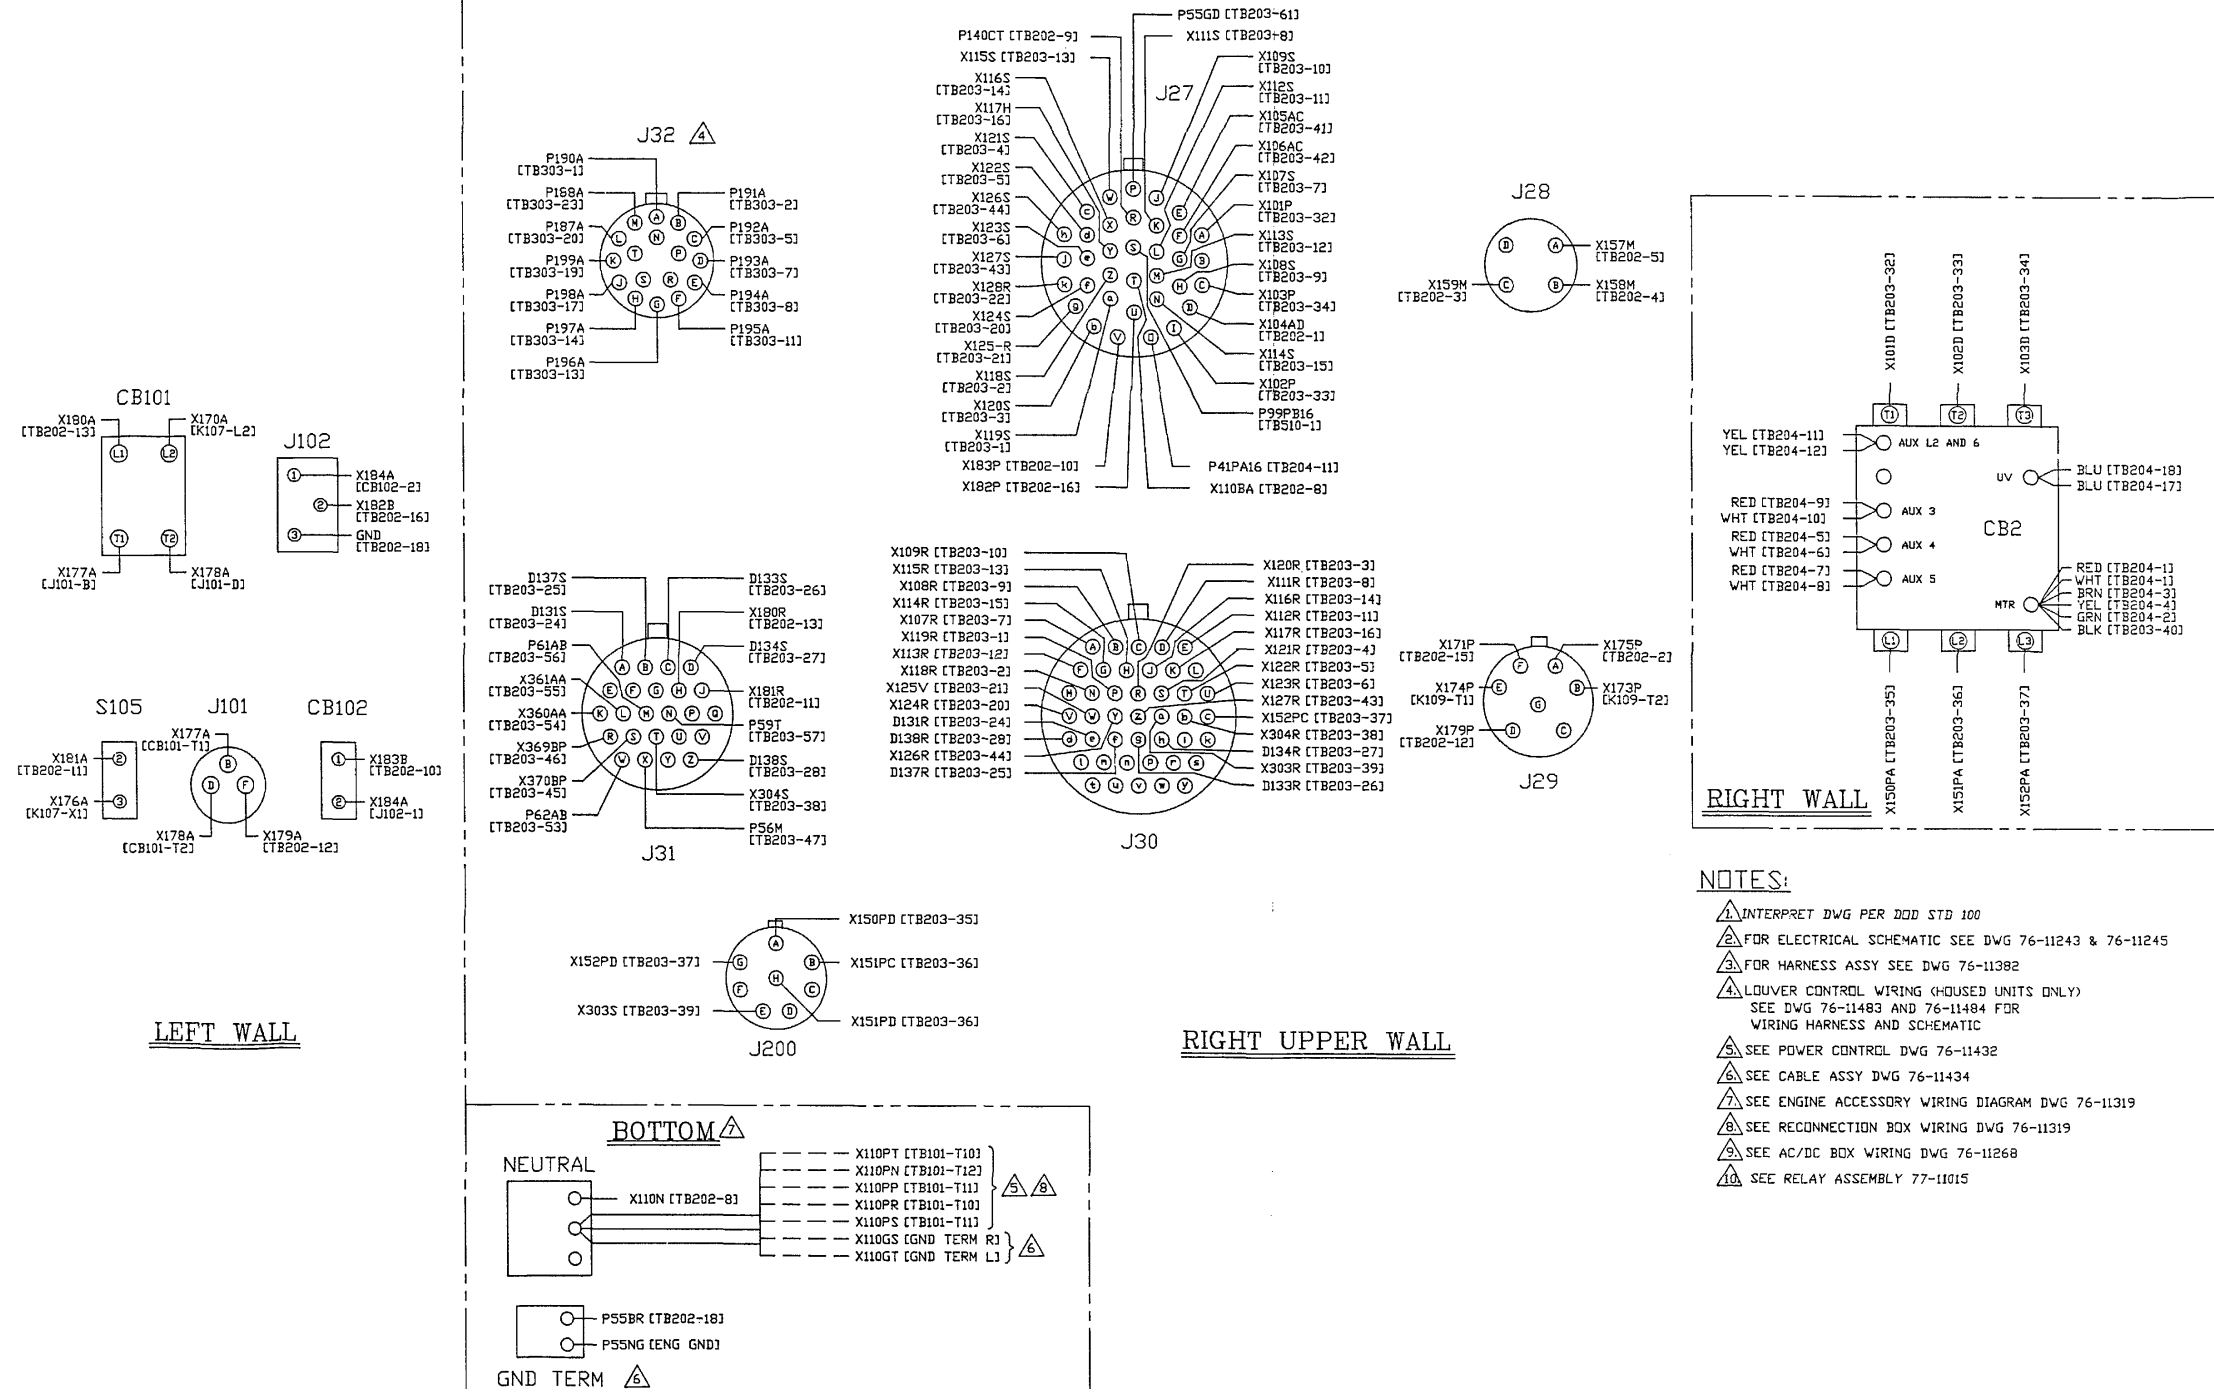 CB101
X180A
[TB202-13]
X170A
[K107-L2]
L1
L2
T1
T2
X177A
[J101-B]
X178A
[J101-D]
J102
1
X184A
[CB102-2]
2
X182B
[TB202-16]
3
GND
[TB202-18]
S105
X181A
[TB202-11]
2
X176A
[K107-X1]
3
J101
X177A
[CB101-T1]
B
D
F
X178A
[CB101-T2]
X179A
[TB202-12]
CB102
1
X183B
[TB202-10]
2
X184A
[J102-1]
LEFT WALL
J32
4
P190A
[TB303-1]
P188A
[TB303-23]
P187A
[TB303-20]
P199A
[TB303-19]
P198A
[TB303-17]
P197A
[TB303-14]
P196A
[TB303-13]
P191A
[TB303-2]
P192A
[TB303-5]
P193A
[TB303-7]
P194A
[TB303-8]
P195A
[TB303-11]
M A B
L N C
K T P D
J S R E
H G F
J27
P55GD [TB203-61]
P140CT [TB202-9]
X111S [TB203-8]
X115S [TB203-13]
X116S
[TB203-14]
X117H
[TB203-16]
X121S
[TB203-4]
X122S
[TB203-5]
X126S
[TB203-44]
X123S
[TB203-6]
X127S
[TB203-43]
X128R
[TB203-22]
X124S
[TB203-20]
X125-R
[TB203-21]
X118S
[TB203-2]
X120S
[TB203-3]
X119S
[TB203-1]
X183P [TB202-10]
X182P [TB202-16]
X109S
[TB203-10]
X112S
[TB203-11]
X105AC
[TB203-41]
X106AC
[TB203-42]
X107S
[TB203-7]
X101P
[TB203-32]
X113S
[TB203-12]
X108S
[TB203-9]
X103P
[TB203-34]
X104AD
[TB202-1]
X114S
[TB203-15]
X102P
[TB203-33]
P99PB16
[TB510-1]
P41PA16 [TB204-11]
X110BA [TB202-8]
W P J
c X R K E
h d Y S L F A
j e Z T M G B
k f a U N H C
g b V O I D
J28
D
A
X157M
[TB202-5]
X159M
[TB202-3]
C
B
X158M
[TB202-4]
D137S
[TB203-25]
D131S
[TB203-24]
P61AB
[TB203-56]
X361AA
[TB203-55]
X360AA
[TB203-54]
X369BP
[TB203-46]
X370BP
[TB203-45]
P62AB
[TB203-53]
D133S
[TB203-26]
X180R
[TB202-13]
D134S
[TB203-27]
X181R
[TB202-11]
P59T
[TB203-57]
D138S
[TB203-28]
X304S
[TB203-38]
P56M
[TB203-47]
A B C D
E F G H J
K L M N P Q
R S T U V
W X Y Z
J31
X109R [TB203-10]
X115R [TB203-13]
X108R [TB203-9]
X114R [TB203-15]
X107R [TB203-7]
X119R [TB203-1]
X113R [TB203-12]
X118R [TB203-2]
X125V [TB203-21]
X124R [TB203-20]
D131R [TB203-24]
D138R [TB203-28]
X126R [TB203-44]
D137R [TB203-25]
X120R [TB203-3]
X111R [TB203-8]
X116R [TB203-14]
X112R [TB203-11]
X117R [TB203-16]
X121R [TB203-4]
X122R [TB203-5]
X123R [TB203-6]
X127R [TB203-43]
X152PC [TB203-37]
X304R [TB203-38]
D134R [TB203-27]
X303R [TB203-39]
D133R [TB203-26]
A B C D E
F G H J K L
M N P R S T U
V W Y Z a b c
d e f g h i k
l m n p r s
t u v w y
J30
X171P
[TB202-15]
X175P
[TB202-2]
X174P
[K109-T1]
X173P
[K109-T2]
X179P
[TB202-12]
F A
E B
G
D C
J29
X150PD [TB203-35]
X152PD [TB203-37]
X151PC [TB203-36]
X303S [TB203-39]
X151PD [TB203-36]
A
G B
H
F C
E D
J200
RIGHT UPPER WALL
X101D [TB203-32]
X102D [TB203-33]
X103D [TB203-34]
T1
T2
T3
YEL [TB204-11]
YEL [TB204-12]
AUX L2 AND 6
UV
BLU [TB204-18]
BLU [TB204-17]
RED [TB204-9]
WHT [TB204-10]
AUX 3
CB2
RED [TB204-5]
WHT [TB204-6]
AUX 4
RED [TB204-7]
WHT [TB204-8]
AUX 5
MTR
RED [TB204-1]
WHT [TB204-1]
BRN [TB204-3]
YEL [TB204-4]
GRN [TB204-2]
BLK [TB203-40]
L1
L2
L3
X150PA [TB203-35]
X151PA [TB203-36]
X152PA [TB203-37]
RIGHT WALL
NOTES:
1. INTERPRET DWG PER DOD STD 100
2. FOR ELECTRICAL SCHEMATIC SEE DWG 76-11243 & 76-11245
3. FOR HARNESS ASSY SEE DWG 76-11382
4. LOUVER CONTROL WIRING (HOUSED UNITS ONLY)
SEE DWG 76-11483 AND 76-11484 FOR
WIRING HARNESS AND SCHEMATIC
5. SEE POWER CONTROL DWG 76-11432
6. SEE CABLE ASSY DWG 76-11434
7. SEE ENGINE ACCESSORY WIRING DIAGRAM DWG 76-11319
8. SEE RECONNECTION BOX WIRING DWG 76-11319
9. SEE AC/DC BOX WIRING DWG 76-11268
10. SEE RELAY ASSEMBLY 77-11015
BOTTOM 7
NEUTRAL
X110N [TB202-8]
X110PT [TB101-T10]
X110PN [TB101-T12]
X110PP [TB101-T11]
X110PR [TB101-T10]
X110PS [TB101-T11]
5 8
X110GS [GND TERM R]
X110GT [GND TERM L]
6
P55BR [TB202-18]
P55NG [ENG GND]
GND TERM 6